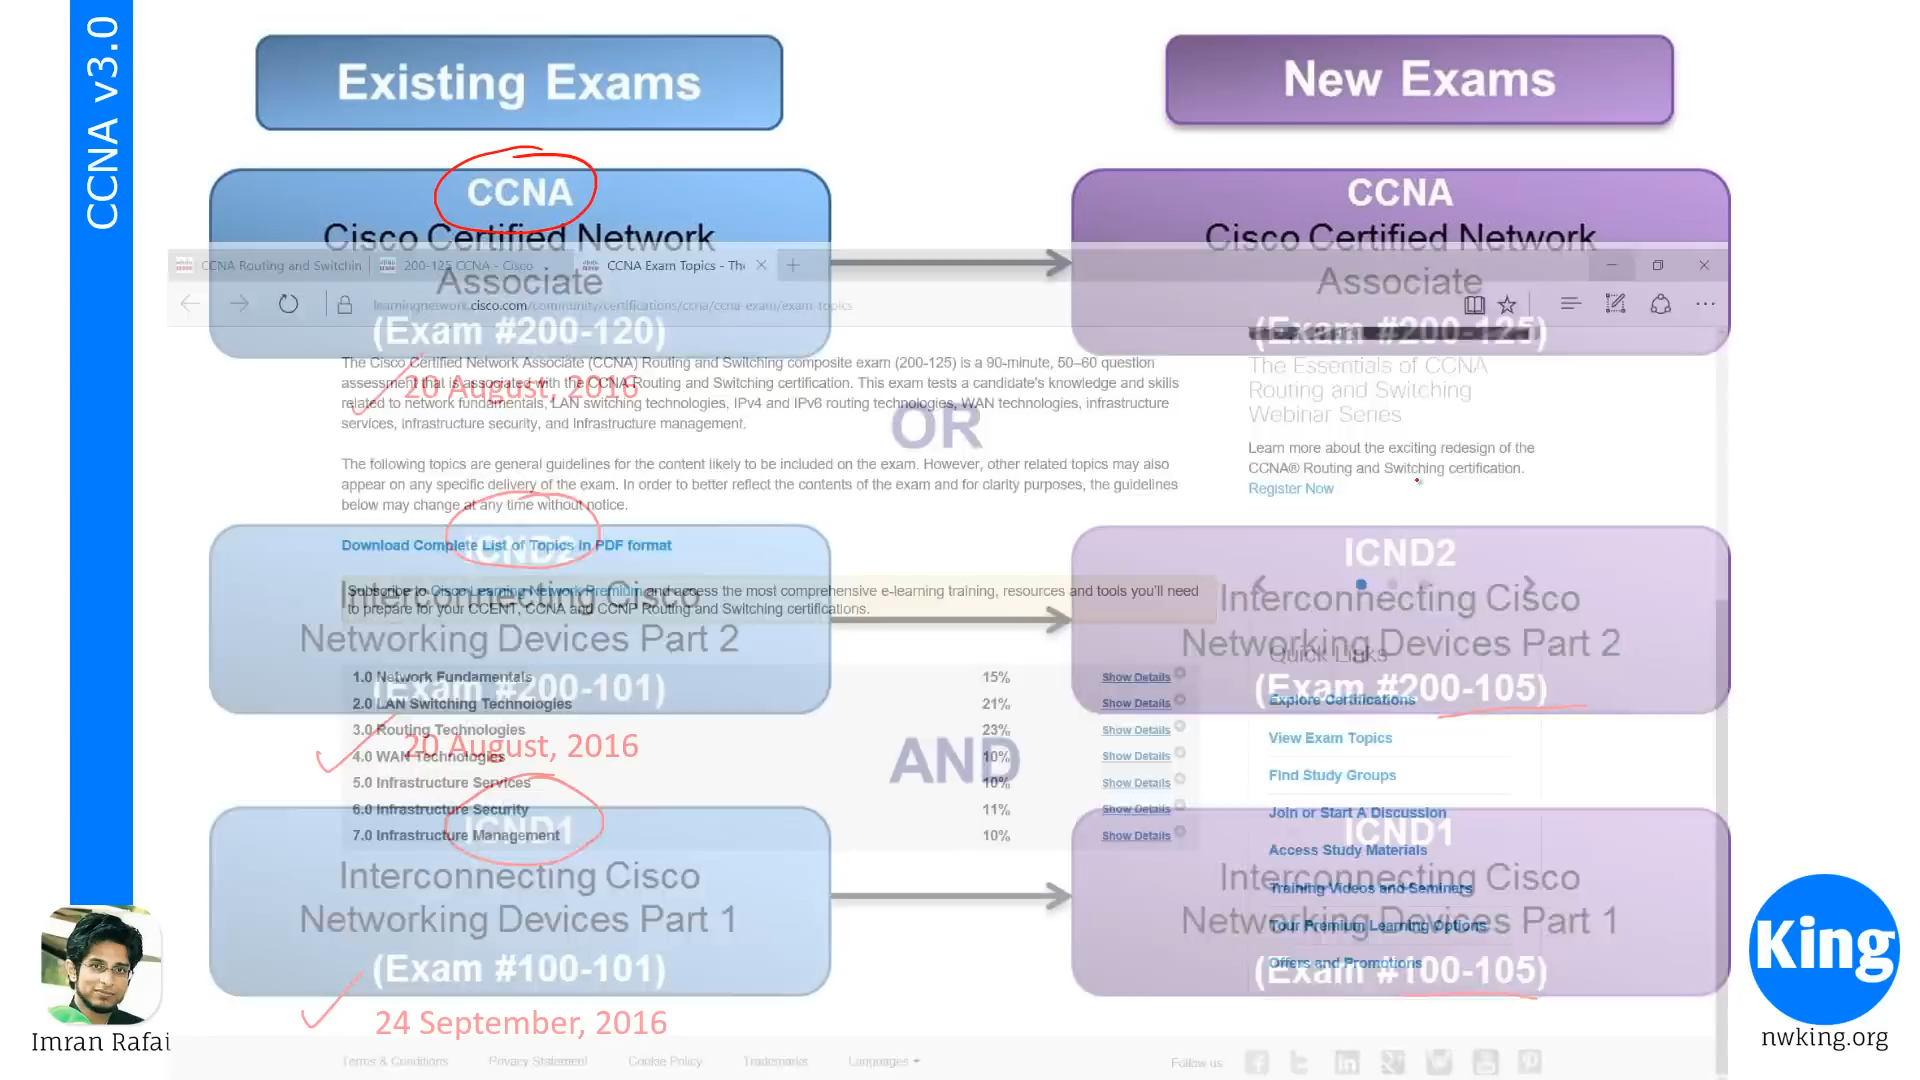 CCNA v3.0
Existing Exams
New Exams
CCNA
Cisco Certified Network
Associate
(Exam #200-120)
20 August, 2016
CCNA
Cisco Certified Network
Associate
(Exam #200-125)
OR
ICND2
Interconnecting Cisco
Networking Devices Part 2
(Exam #200-101)
20 August, 2016
ICND2
Interconnecting Cisco
Networking Devices Part 2
(Exam #200-105)
AND
ICND1
Interconnecting Cisco
Networking Devices Part 1
(Exam #100-101)
24 September, 2016
ICND1
Interconnecting Cisco
Networking Devices Part 1
(Exam #100-105)
CCNA Routing and Switchin
200-125 CCNA - Cisco
CCNA Exam Topics - The
learningnetwork.cisco.com/community/certifications/ccna/ccna-exam/exam-topics
The Cisco Certified Network Associate (CCNA) Routing and Switching composite exam (200-125) is a 90-minute, 50–60 question
assessment that is associated with the CCNA Routing and Switching certification. This exam tests a candidate's knowledge and skills
related to network fundamentals, LAN switching technologies, IPv4 and IPv6 routing technologies, WAN technologies, infrastructure
services, infrastructure security, and infrastructure management.
The following topics are general guidelines for the content likely to be included on the exam. However, other related topics may also
appear on any specific delivery of the exam. In order to better reflect the contents of the exam and for clarity purposes, the guidelines
below may change at any time without notice.
Download Complete List of Topics in PDF format
Subscribe to Cisco Learning Network Premium and access the most comprehensive e-learning training, resources and tools you'll need
to prepare for your CCENT, CCNA and CCNP Routing and Switching certifications.
1.0 Network Fundamentals 15% Show Details
2.0 LAN Switching Technologies 21% Show Details
3.0 Routing Technologies 23% Show Details
4.0 WAN Technologies 10% Show Details
5.0 Infrastructure Services 10% Show Details
6.0 Infrastructure Security 11% Show Details
7.0 Infrastructure Management 10% Show Details
The Essentials of CCNA
Routing and Switching
Webinar Series
Learn more about the exciting redesign of the
CCNA® Routing and Switching certification.
Register Now
Quick Links
Explore Certifications
View Exam Topics
Find Study Groups
Join or Start A Discussion
Access Study Materials
Training Videos and Seminars
Tour Premium Learning Options
Offers and Promotions
Terms & Conditions
Privacy Statement
Cookie Policy
Trademarks
Languages
Follow us
Imran Rafai
King
nwking.org